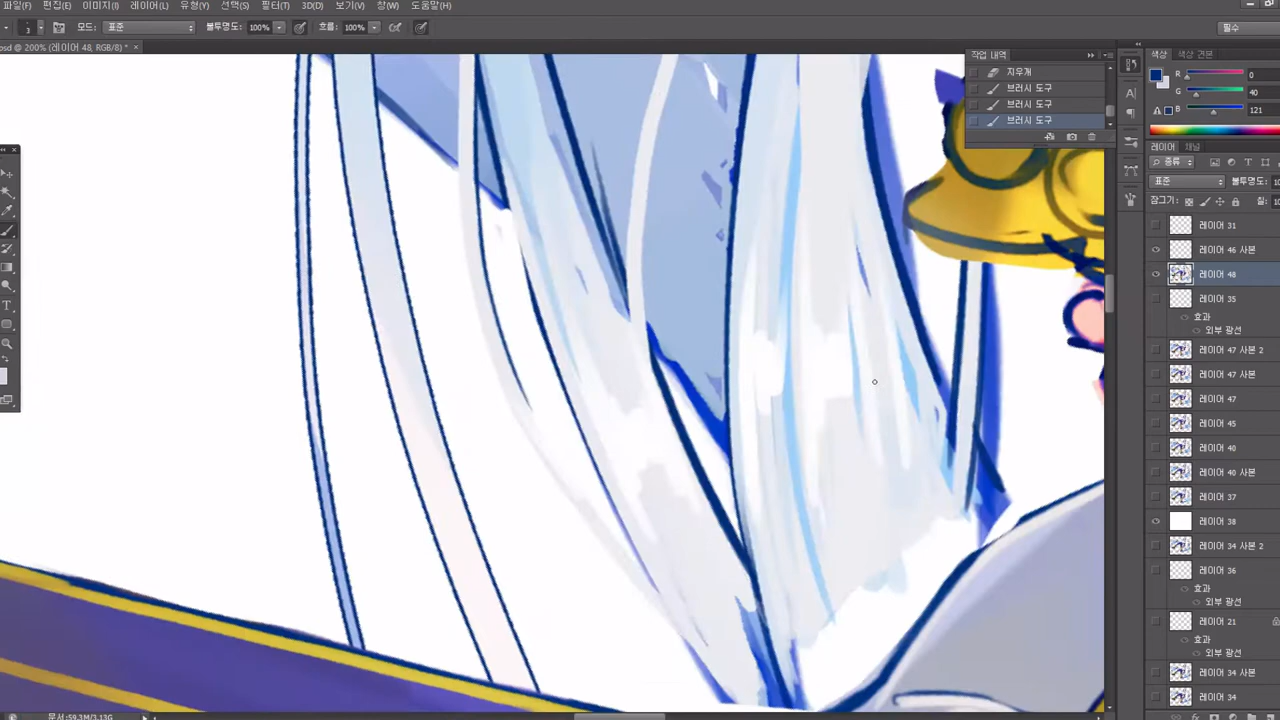 파일(F) 편집(E) 이미지(I) 레이어(L) 유형(Y) 선택(S) 필터(T) 3D(D) 보기(V) 창(W) 도움말(H)
3 모드: 표준 불투명도: 100% 흐름: 100% 필수
psd @ 200% (레이어 48, RGB/8) * ×
작업 내역
지우개
브러시 도구
브러시 도구
브러시 도구
색상 색상 견본
R 0
G 40
B 121
레이어 채널
종류
표준 불투명도: 10
잠그기: 칠: 10
레이어 31
레이어 46 사본
레이어 48
레이어 35
효과
외부 광선
레이어 47 사본 2
레이어 47 사본
레이어 47
레이어 45
레이어 40
레이어 40 사본
레이어 37
레이어 38
레이어 34 사본 2
레이어 36
효과
외부 광선
레이어 21
효과
외부 광선
레이어 34 사본
레이어 34
문서:59.3M/3.13G